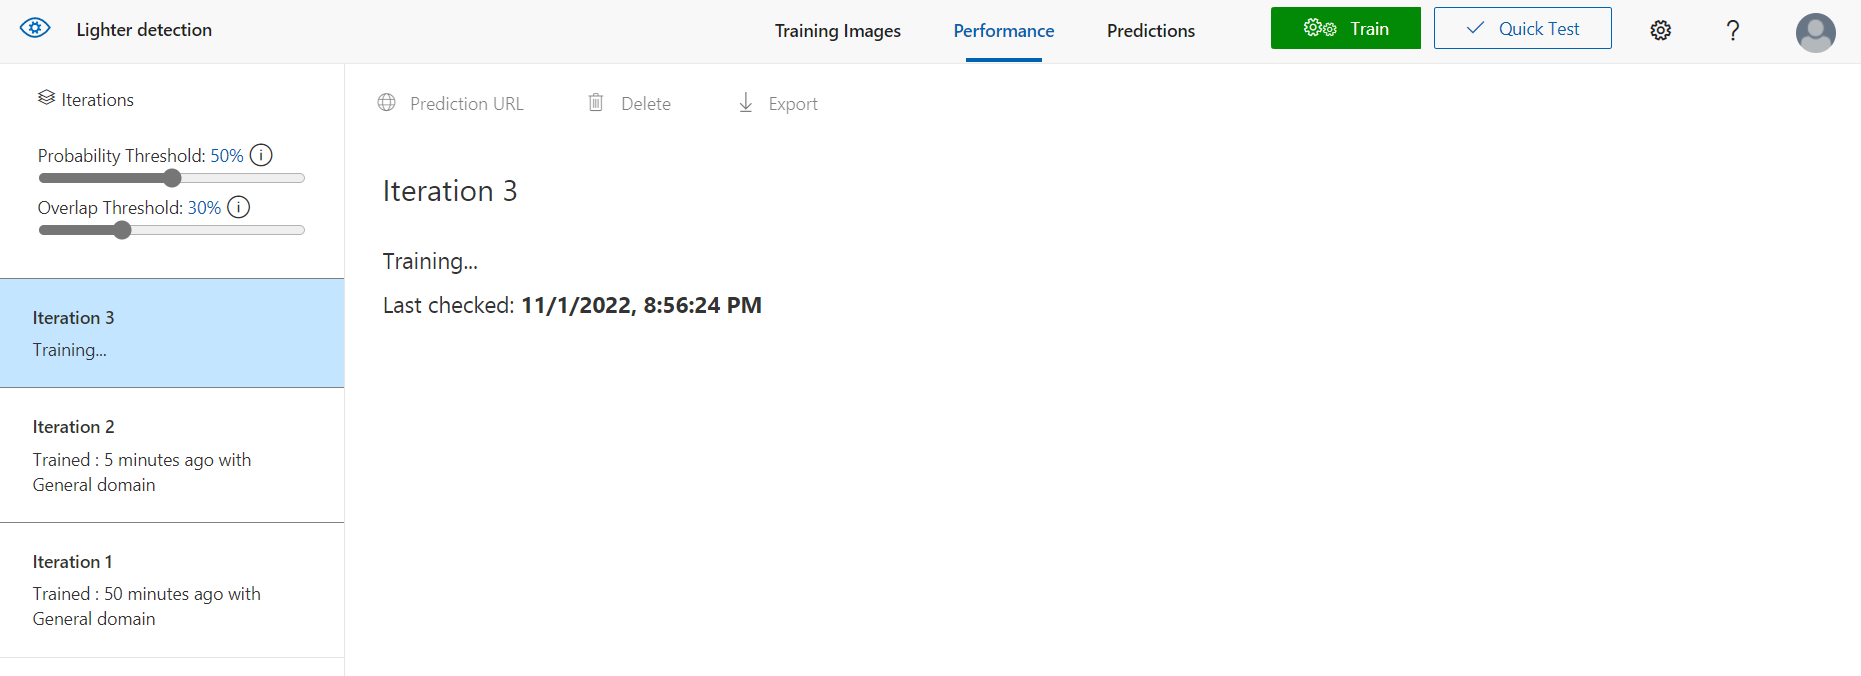 Lighter detection
Training Images
Performance
Predictions
Train
Quick Test
?
Iterations
Probability Threshold: 50% i
Overlap Threshold: 30% i
Iteration 3
Training...
Iteration 2
Trained : 5 minutes ago with
General domain
Iteration 1
Trained : 50 minutes ago with
General domain
Prediction URL
Delete
Export
Iteration 3
Training...
Last checked: 11/1/2022, 8:56:24 PM